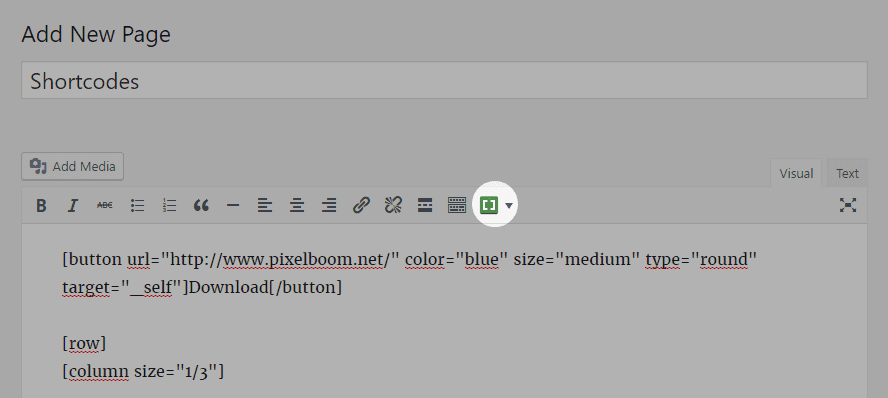 Add New Page
Shortcodes
Add Media
Visual Text
B I ABC
[button url="http://www.pixelboom.net/" color="blue" size="medium" type="round"
target="_self"]Download[/button]
[row]
[column size="1/3"]